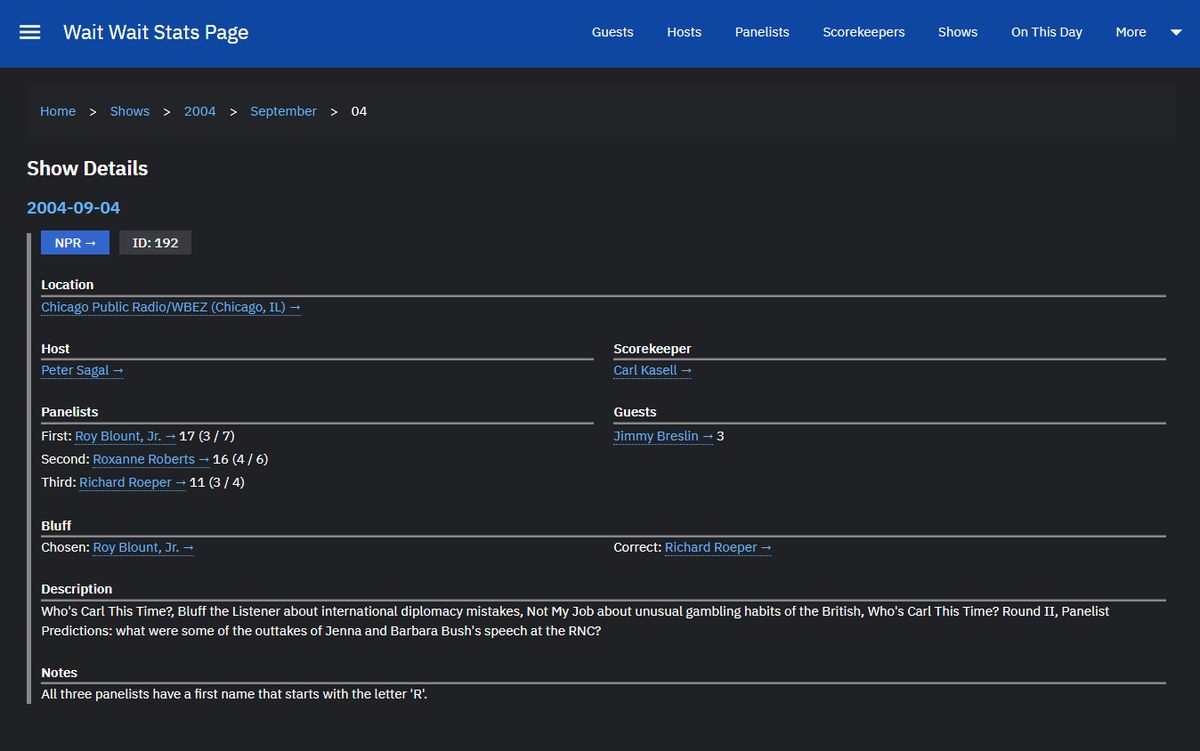 Wait Wait Stats Page
Guests Hosts Panelists Scorekeepers Shows On This Day More
Home > Shows > 2004 > September > 04
Show Details
2004-09-04
NPR → ID: 192
Location
Chicago Public Radio/WBEZ (Chicago, IL) →
Host
Peter Sagal →
Scorekeeper
Carl Kasell →
Panelists
First: Roy Blount, Jr. → 17 (3 / 7)
Second: Roxanne Roberts → 16 (4 / 6)
Third: Richard Roeper → 11 (3 / 4)
Guests
Jimmy Breslin → 3
Bluff
Chosen: Roy Blount, Jr. →
Correct: Richard Roeper →
Description
Who's Carl This Time?, Bluff the Listener about international diplomacy mistakes, Not My Job about unusual gambling habits of the British, Who's Carl This Time? Round II, Panelist
Predictions: what were some of the outtakes of Jenna and Barbara Bush's speech at the RNC?
Notes
All three panelists have a first name that starts with the letter 'R'.